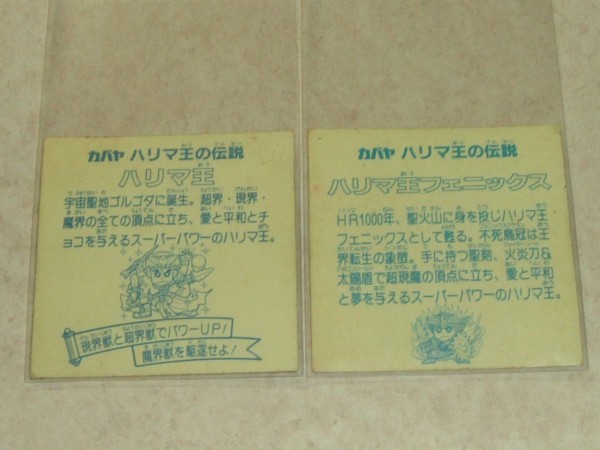 カバヤ ハリマ王の伝説
ハリマ王
宇宙聖地ゴルゴダに誕生。超界・現界・
魔界の全ての頂点に立ち、愛と平和とチ
ョコを与えるスーパーパワーのハリマ王。
現界獣と超界獣でパワーUP!
魔界獣を駆逐せよ!
カバヤ ハリマ王の伝説
ハリマ王フェニックス
HR1000年、聖火山に身を投じハリマ王
フェニックスとして甦る。不死鳥冠は王
界転生の象徴。手に持つ聖剣、火炎刀&
太陽盾で超現魔の頂点に立ち、愛と平和
と夢を与えるスーパーパワーのハリマ王。